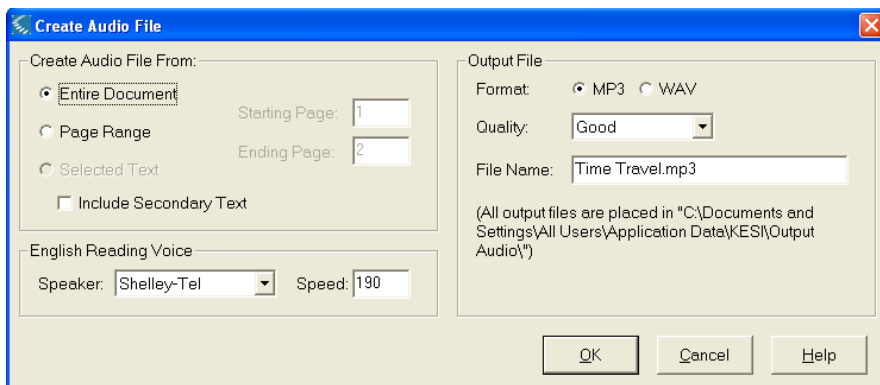 Create Audio File
Create Audio File From:
Entire Document
Page Range
Selected Text
Starting Page: 1
Ending Page: 2
Include Secondary Text
English Reading Voice
Speaker: Shelley-Tel Speed: 190
Output File
Format: MP3 WAV
Quality: Good
File Name: Time Travel.mp3
(All output files are placed in "C:\Documents and
Settings\All Users\Application Data\KESI\Output
Audio\")
OK Cancel Help